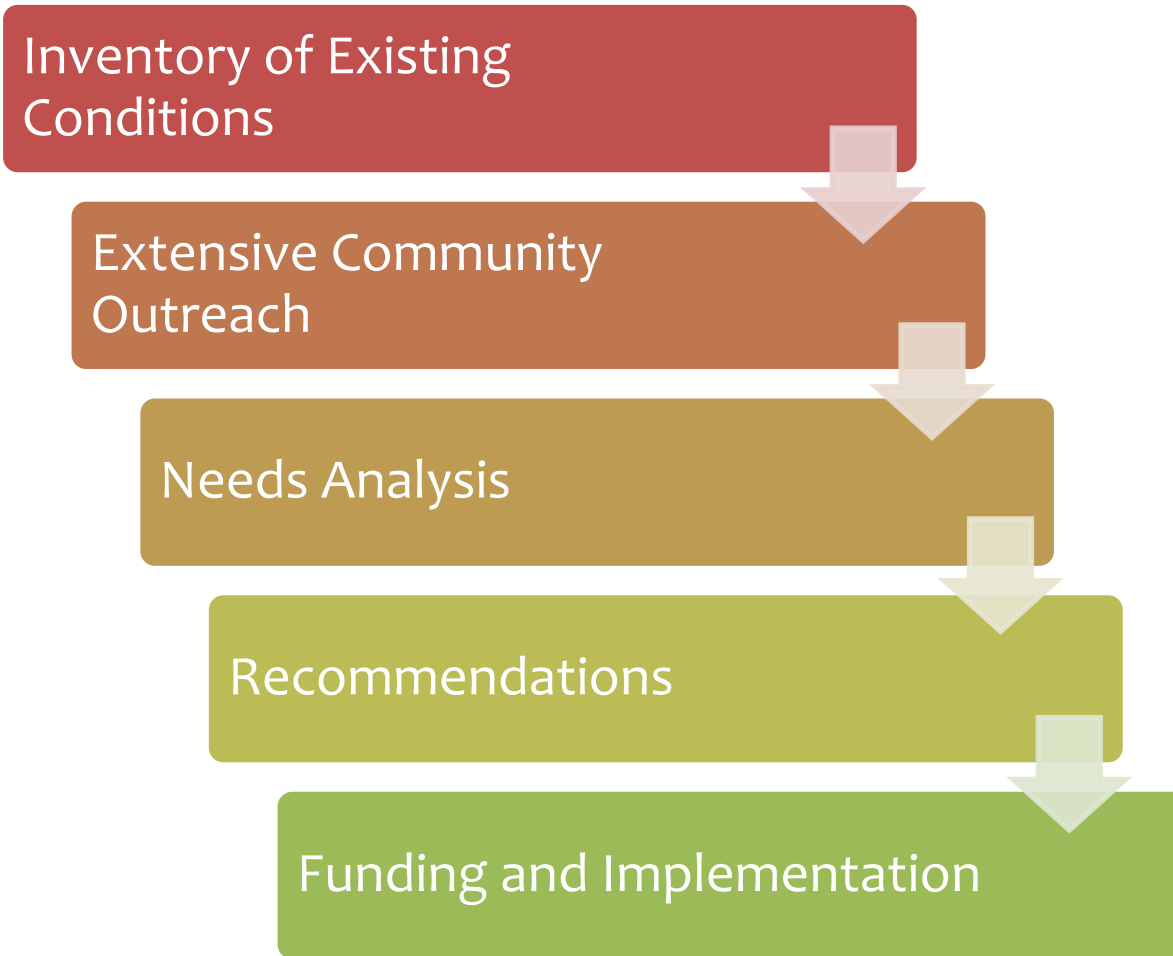 Inventory of Existing
Conditions
Extensive Community
Outreach
Needs Analysis
Recommendations
Funding and Implementation